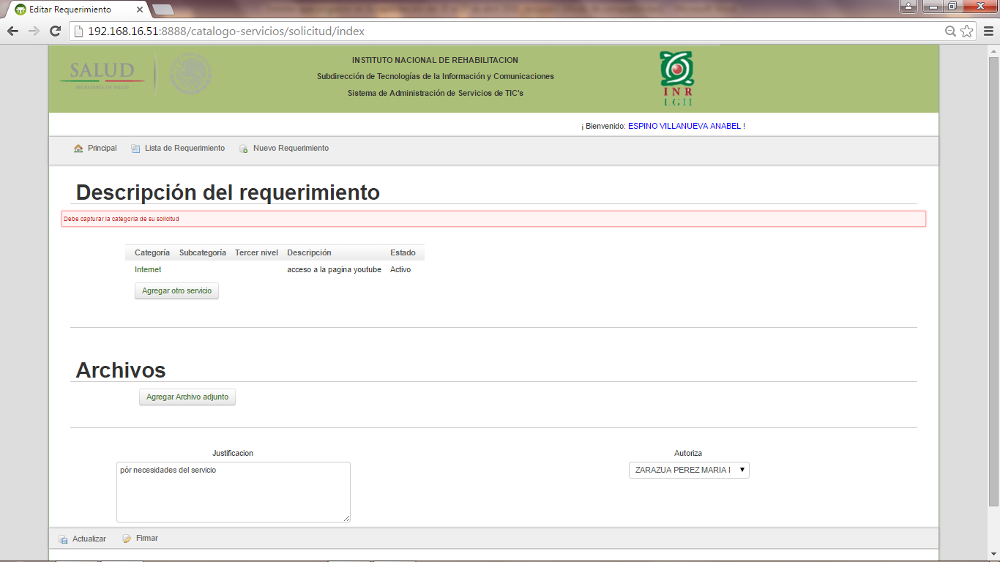 Editar Requerimiento
192.168.16.51:8888/catalogo-servicios/solicitud/index
SALUD
SECRETARÍA DE SALUD
INSTITUTO NACIONAL DE REHABILITACION
Subdirección de Tecnologías de la Información y Comunicaciones
Sistema de Administración de Servicios de TIC's
INR
LGII
¡ Bienvenido: ESPINO VILLANUEVA ANABEL !
Principal Lista de Requerimiento Nuevo Requerimiento
Descripción del requerimiento
Debe capturar la categoria de su solicitud
Categoría Subcategoría Tercer nivel Descripción Estado
Internet acceso a la pagina youtube Activo
Agregar otro servicio
Archivos
Agregar Archivo adjunto
Justificacion Autoriza
pór necesidades del servicio ZARAZUA PEREZ MARIA I
Actualizar Firmar